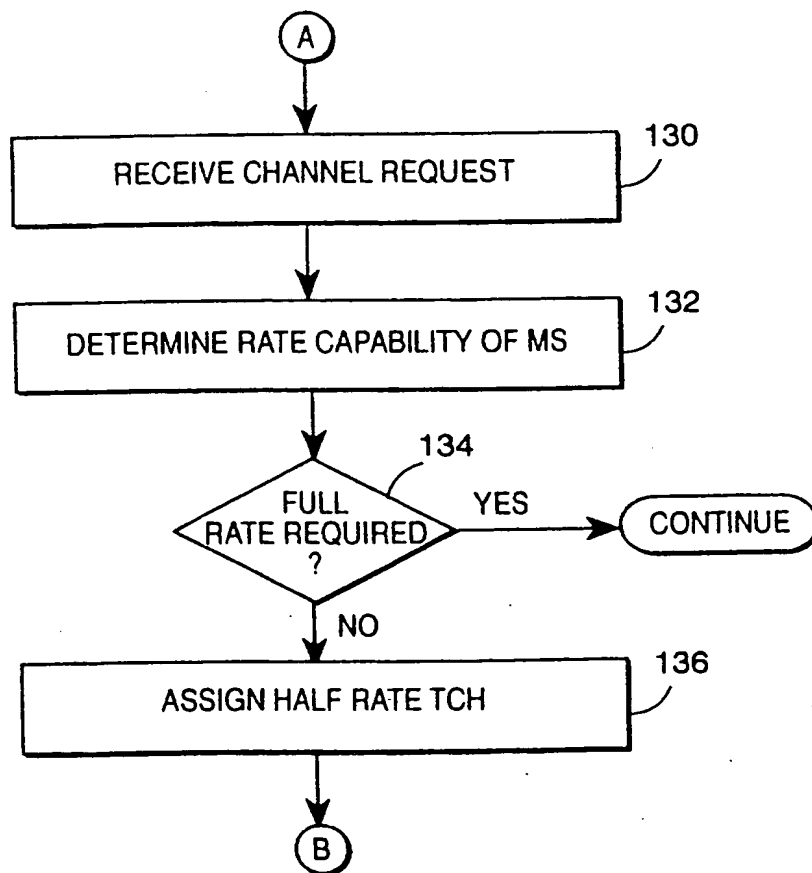 A
130
RECEIVE CHANNEL REQUEST
132
DETERMINE RATE CAPABILITY OF MS
134
FULL
RATE REQUIRED
?
YES
CONTINUE
NO
136
ASSIGN HALF RATE TCH
B